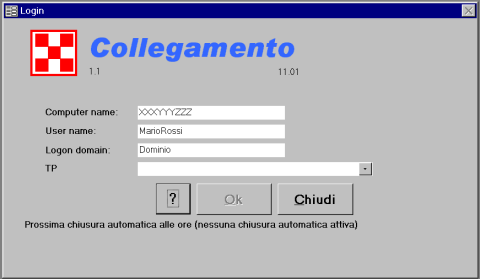 Login
Collegamento
1.1 11.01
Computer name: XXXYYYZZZ
User name: MarioRossi
Logon domain: Dominio
TP
? Ok Chiudi
Prossima chiusura automatica alle ore (nessuna chiusura automatica attiva)